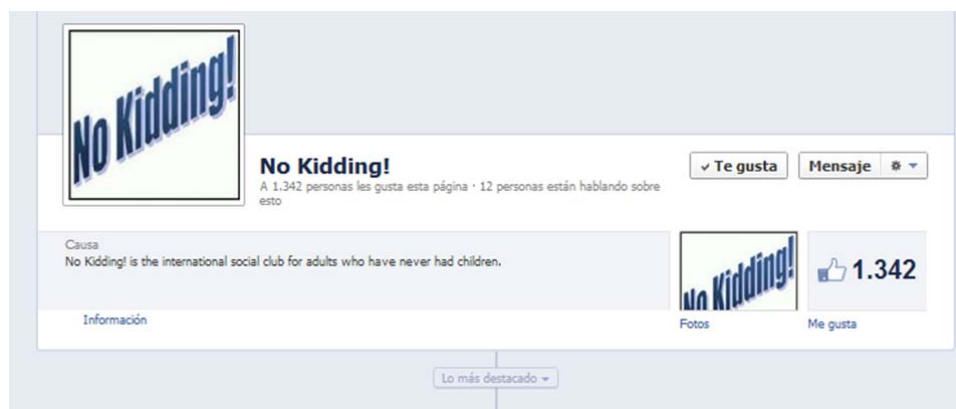 No Kidding!
No Kidding!
A 1.342 personas les gusta esta página · 12 personas están hablando sobre
esto
✓ Te gusta
Mensaje
Causa
No Kidding! is the international social club for adults who have never had children.
Información
No Kidding!
Fotos
1.342
Me gusta
Lo más destacado